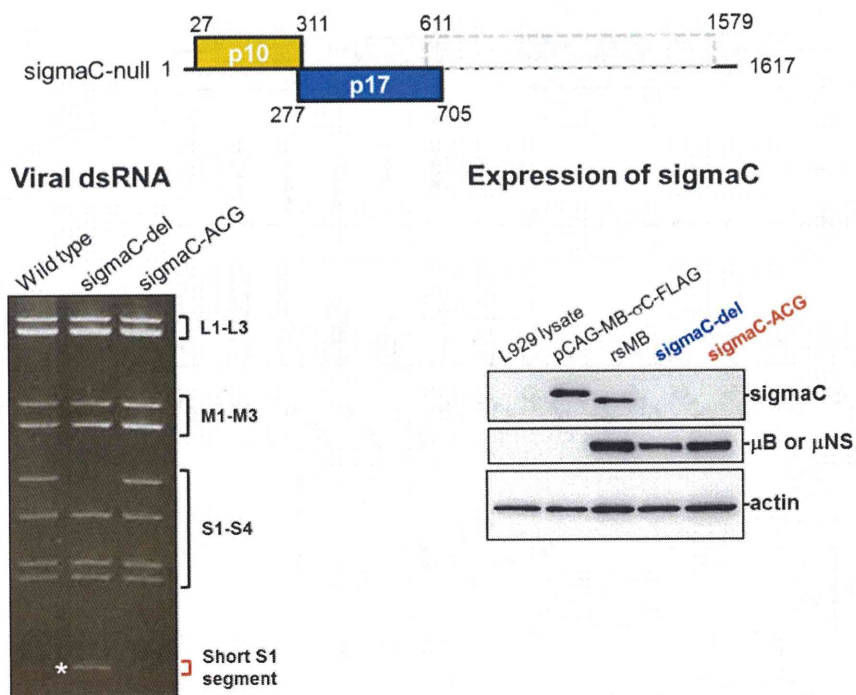 27 311 611 1579
p10
sigmaC-null 1
1617
p17
277 705
Viral dsRNA
Expression of sigmaC
Wild type
sigmaC-del
sigmaC-ACG
L1-L3
M1-M3
S1-S4
*
Short S1
segment
L929 lysate
pCAG-MB-σC-FLAG
rsMB
sigmaC-del
sigmaC-ACG
-sigmaC
-μB or μNS
-actin